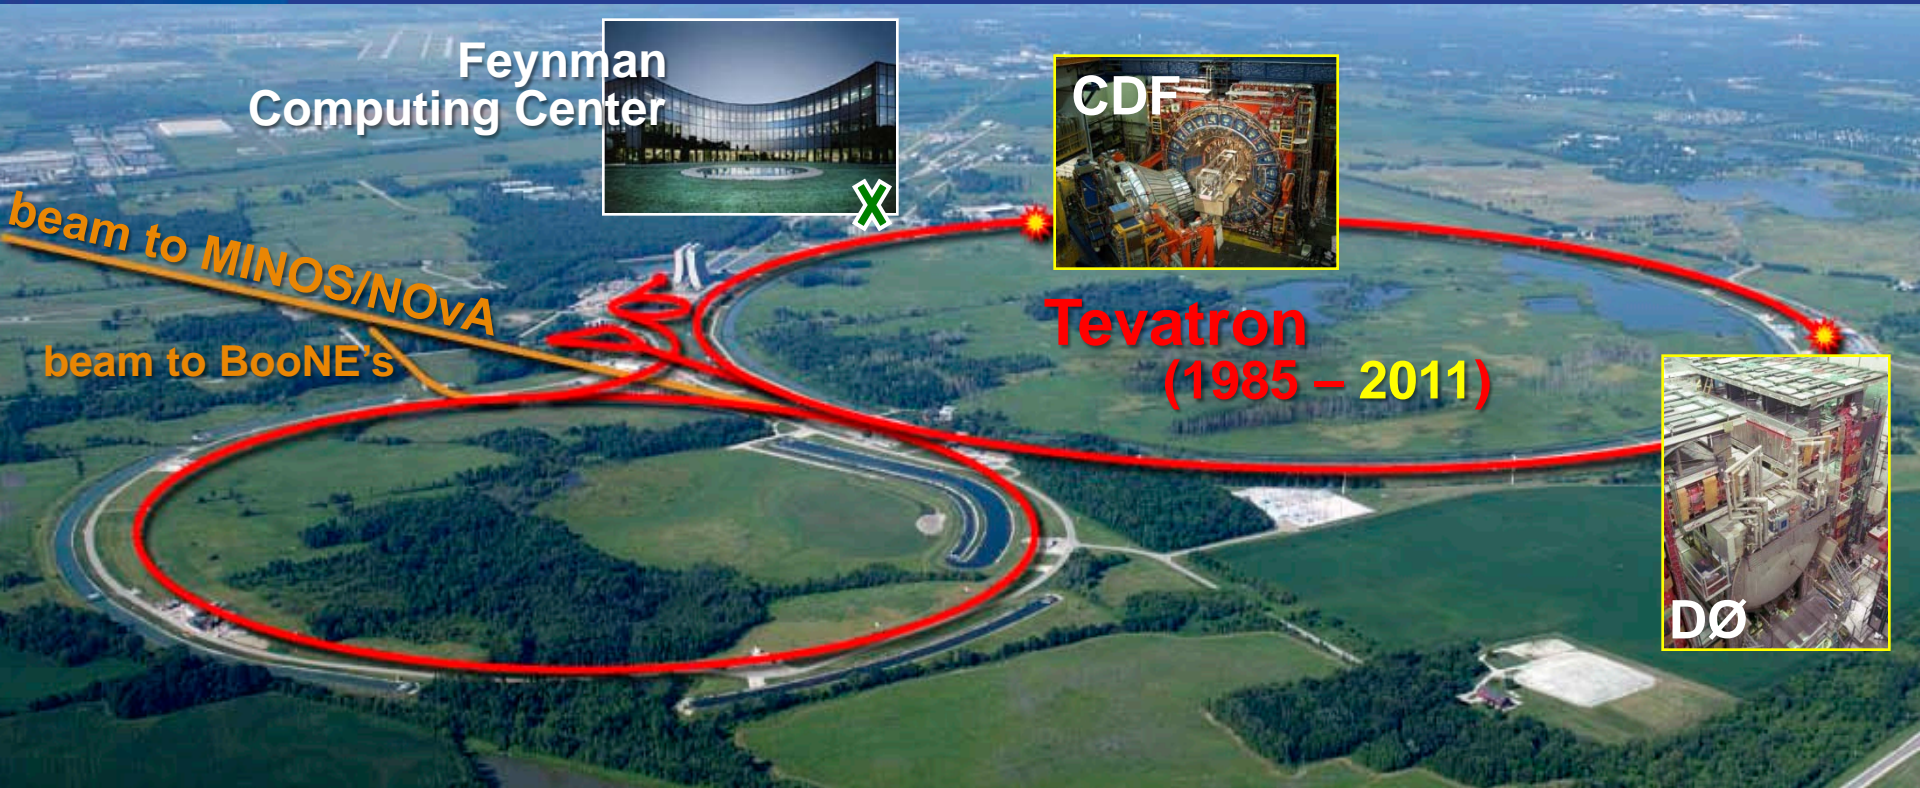 Feynman
Computing Center
CDF
beam to MINOS/NOvA
beam to BooNE's
Tevatron
(1985 – 2011)
DØ
X